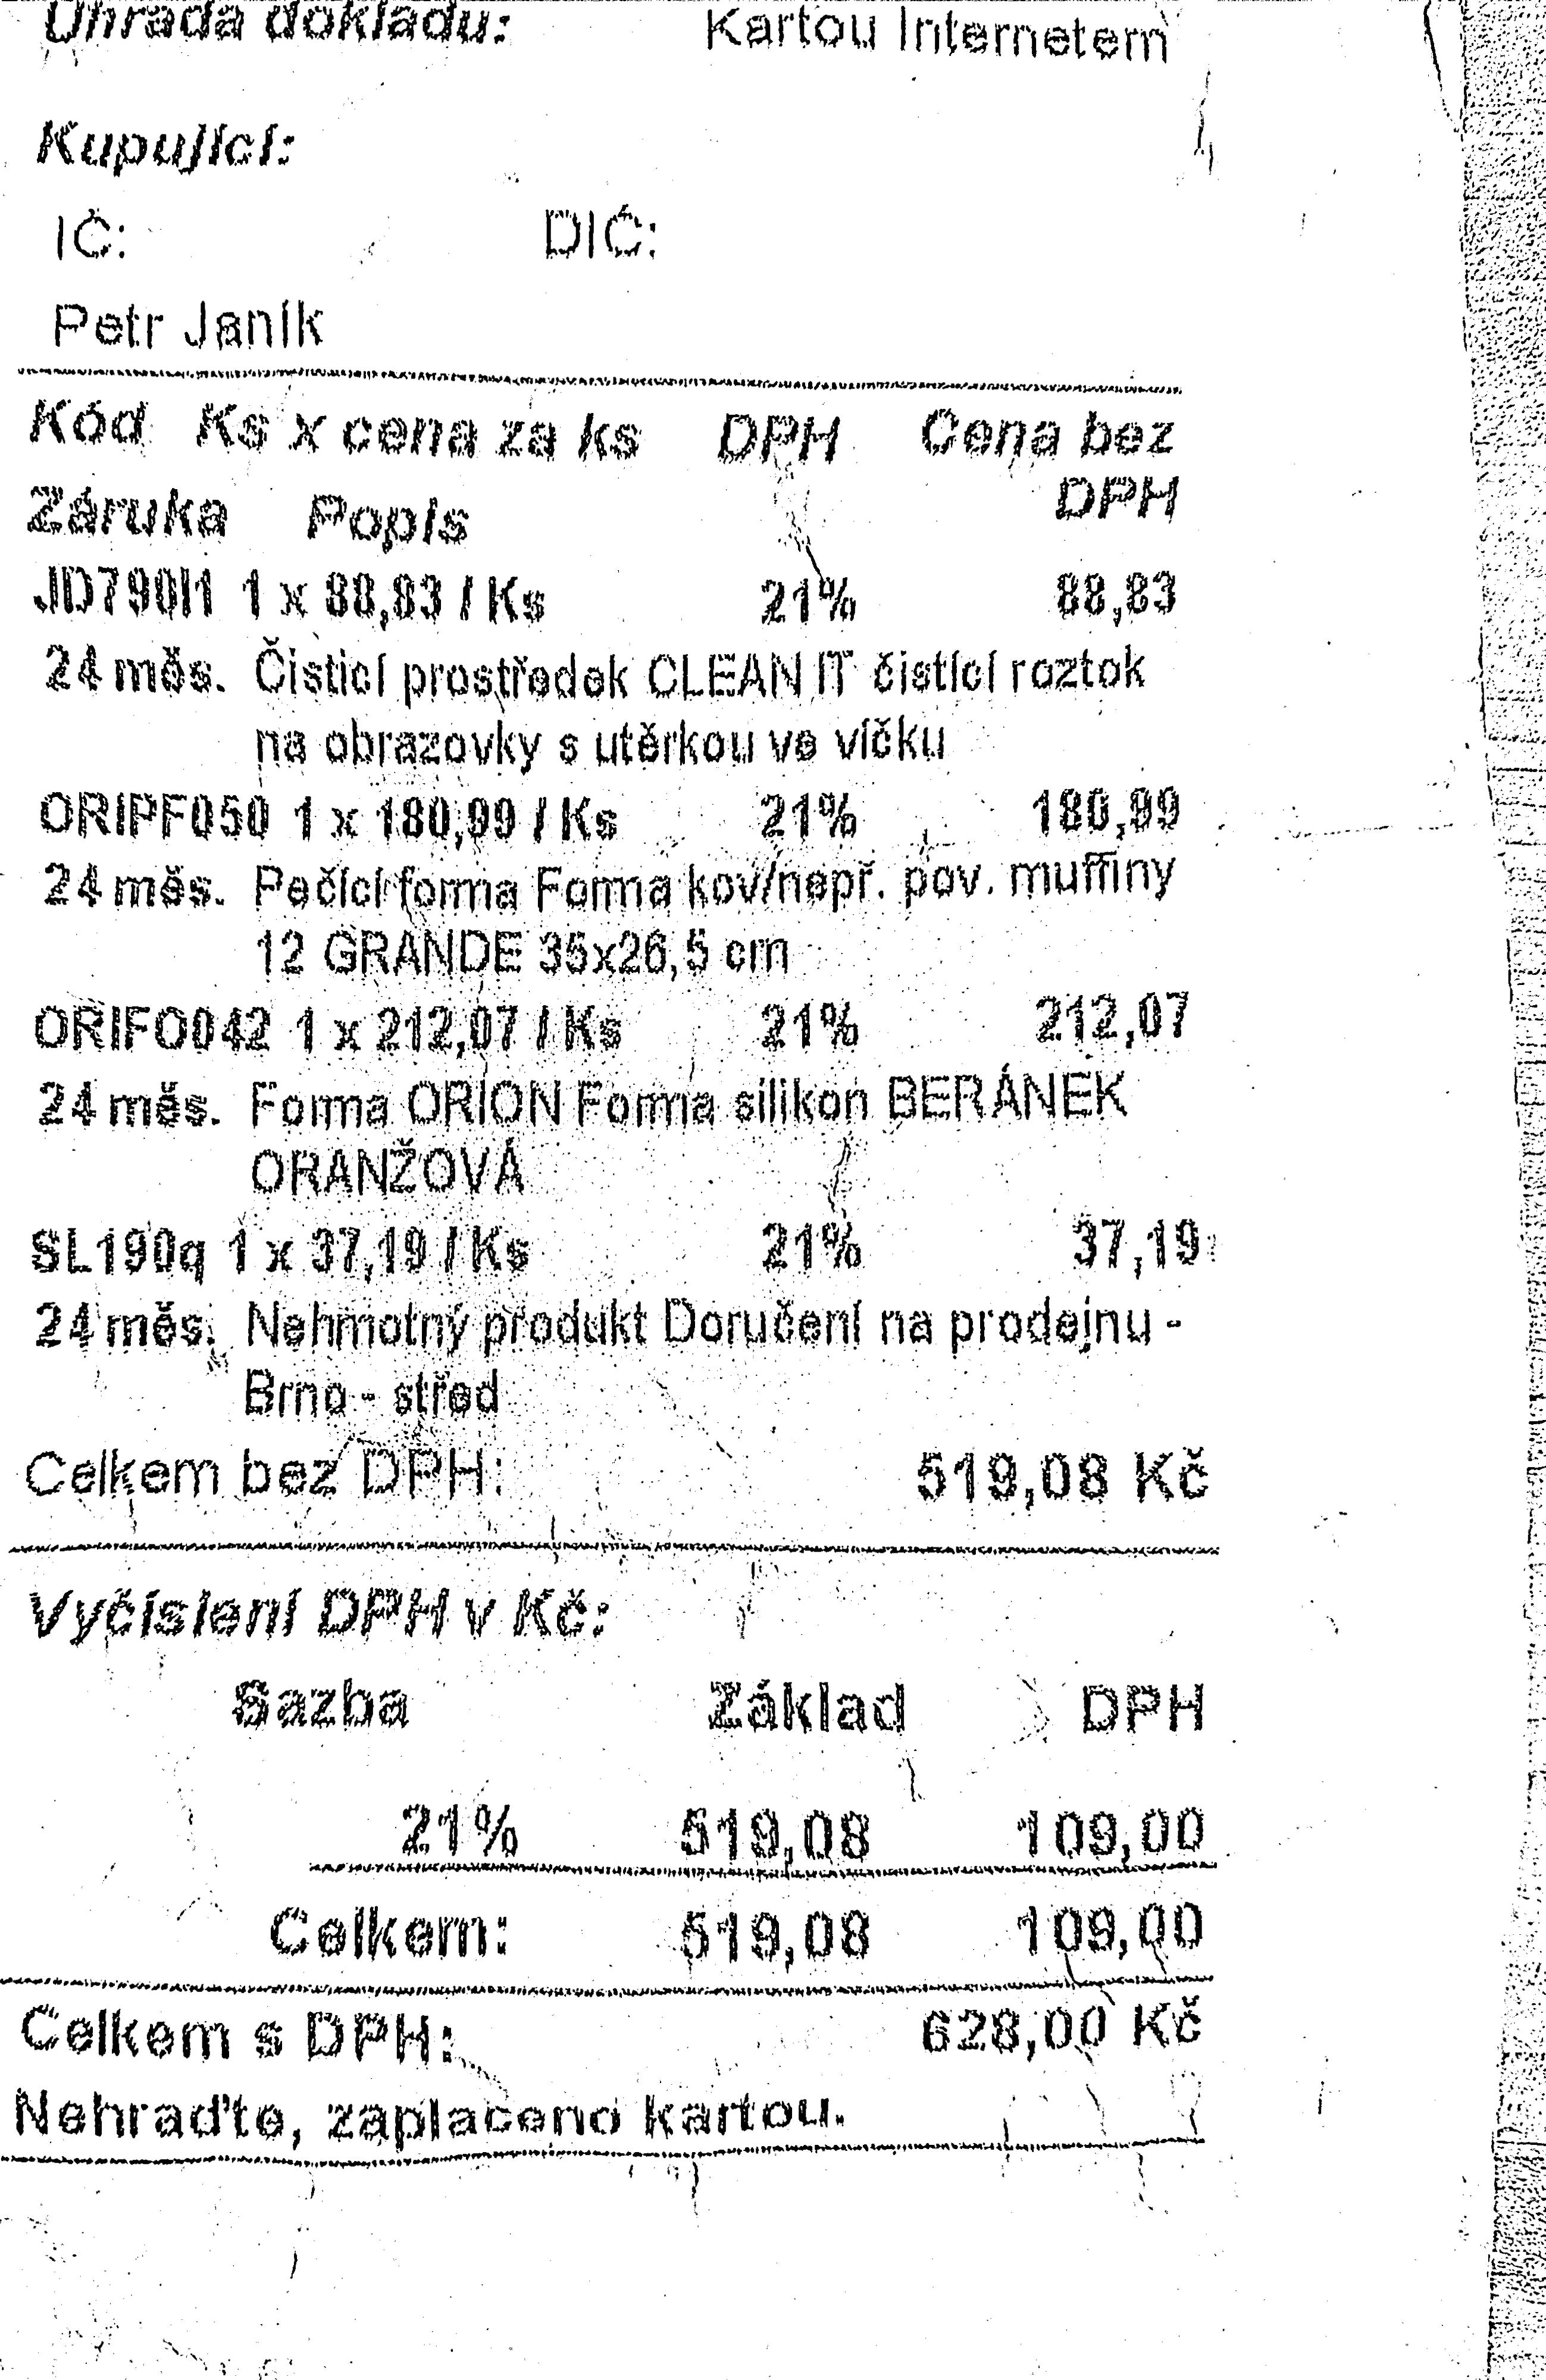 Úhrada dokladu: Kartou Internetem
Kupující:
IČ: DIČ:
Petr Janík
Kód Ks x cena za ks DPH Cena bez
DPH
Záruka Popis
JD790l1 1 x 88,83 / Ks 21% 88,83
24 měs. Čisticí prostředek CLEAN IT čistící roztok
na obrazovky s utěrkou ve víčku
ORIPF050 1 x 180,99 / Ks 21% 180,99
24 měs. Pečící forma Forma kov/nepř. pov. muffiny
12 GRANDE 35x26,5 cm
ORIFO042 1 x 212,07 / Ks 21% 212,07
24 měs. Forma ORION Forma silikon BERÁNEK
ORANŽOVÁ
SL190q 1 x 37,19 / Ks 21% 37,19
24 měs. Nehmotný produkt Doručení na prodejnu -
Brno - střed
Celkem bez DPH: 519,08 Kč
Vyčíslení DPH v Kč:
Sazba Základ DPH
21% 519,08 109,00
Celkem: 519,08 109,00
Celkem s DPH: 628,00 Kč
Nehraďte, zaplaceno kartou.